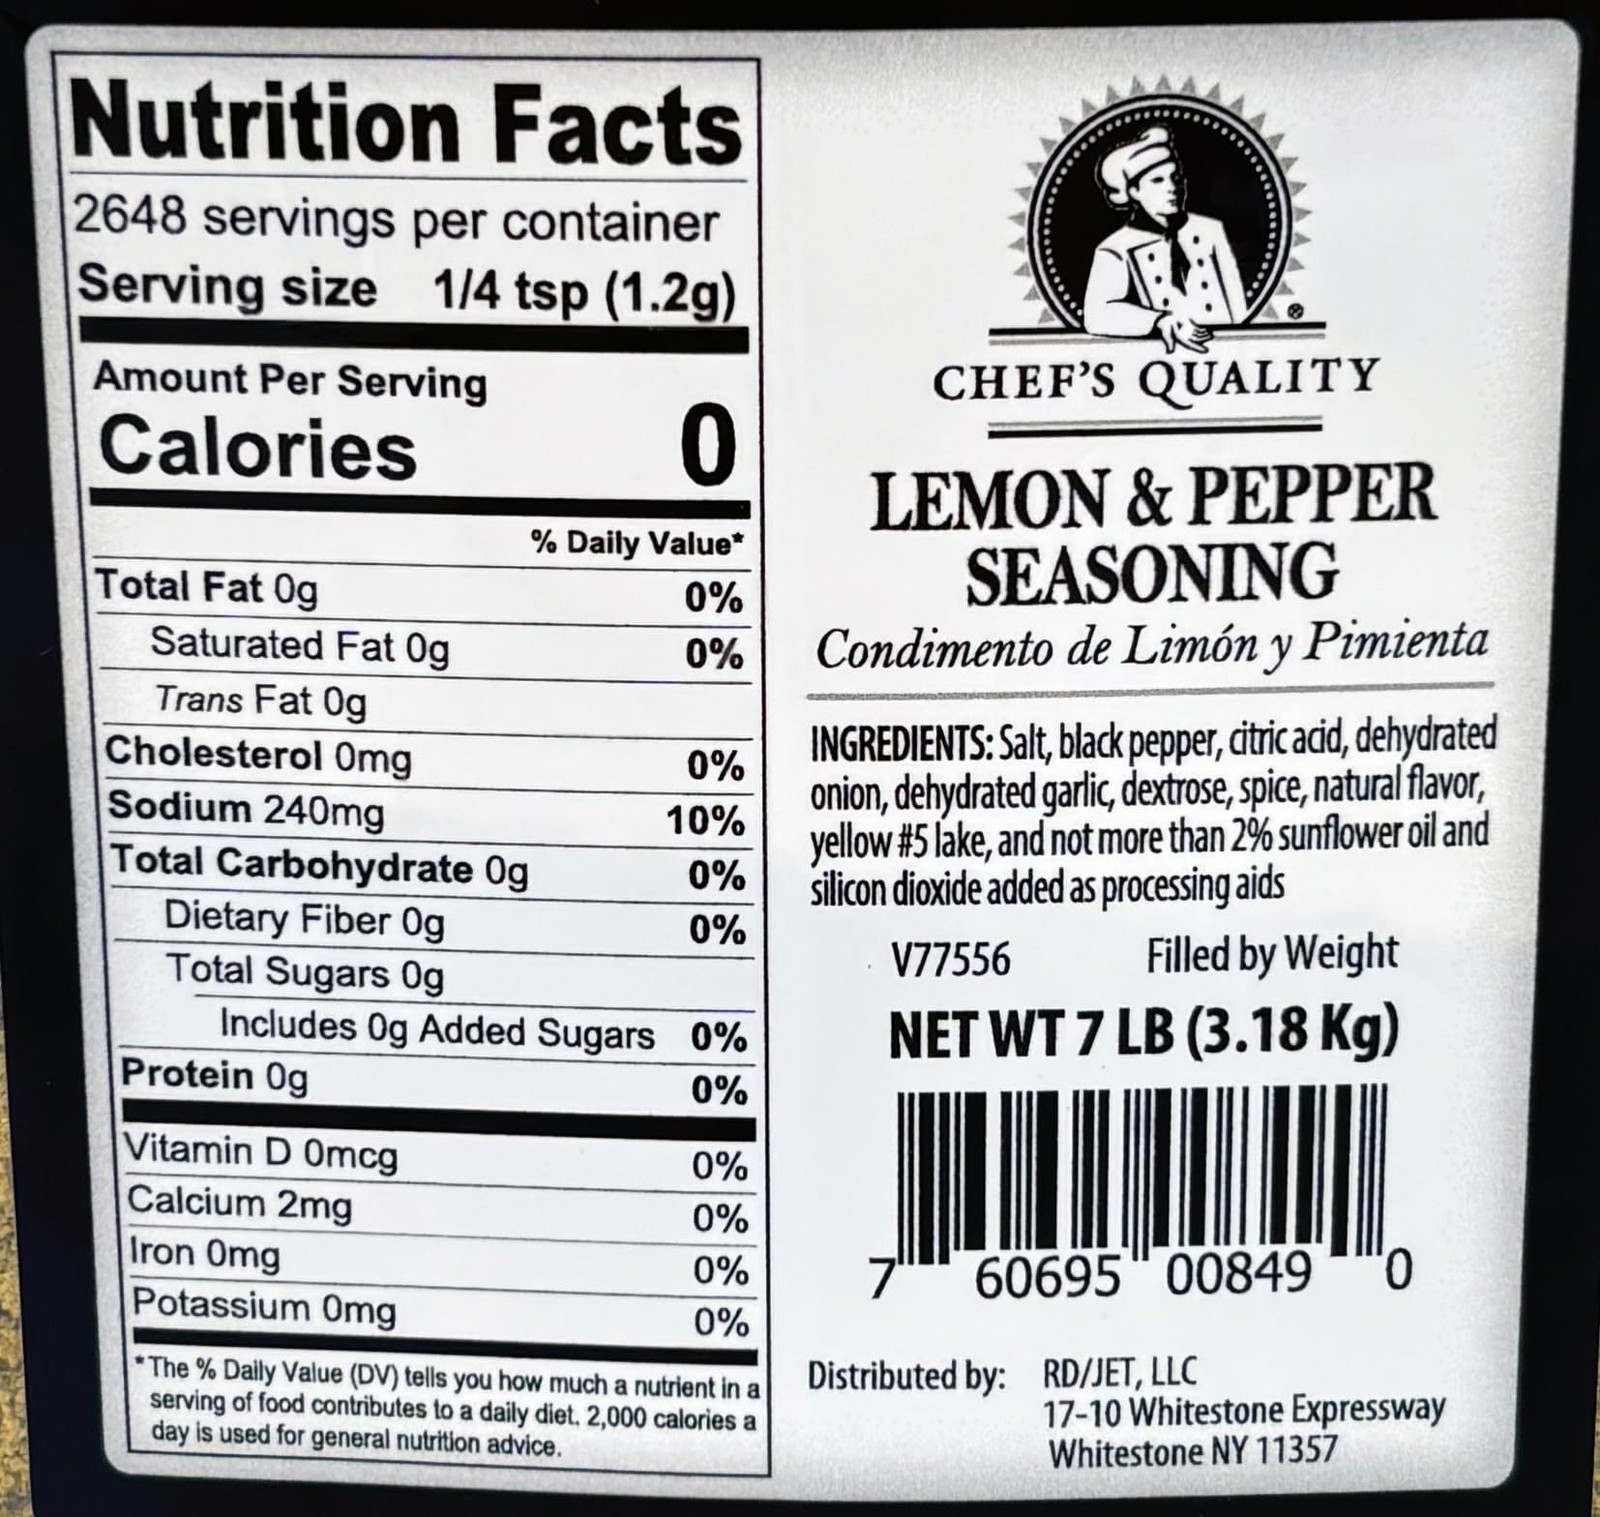 Nutrition Facts
2648 servings per container
Serving size 1/4 tsp (1.2g)
Amount Per Serving
Calories 0
% Daily Value*
Total Fat 0g 0%
Saturated Fat 0g 0%
Trans Fat 0g
Cholesterol 0mg 0%
Sodium 240mg 10%
Total Carbohydrate 0g 0%
Dietary Fiber 0g 0%
Total Sugars 0g
Includes 0g Added Sugars 0%
Protein 0g 0%
Vitamin D 0mcg 0%
Calcium 2mg 0%
Iron 0mg 0%
Potassium 0mg 0%
*The % Daily Value (DV) tells you how much a nutrient in a
serving of food contributes to a daily diet. 2,000 calories a
day is used for general nutrition advice.
®
CHEF'S QUALITY
LEMON & PEPPER
SEASONING
Condimento de Limón y Pimienta
INGREDIENTS: Salt, black pepper, citric acid, dehydrated
onion, dehydrated garlic, dextrose, spice, natural flavor,
yellow #5 lake, and not more than 2% sunflower oil and
silicon dioxide added as processing aids
V77556 Filled by Weight
NET WT 7 LB (3.18 Kg)
7 60695 00849 0
Distributed by: RD/JET, LLC
17-10 Whitestone Expressway
Whitestone NY 11357